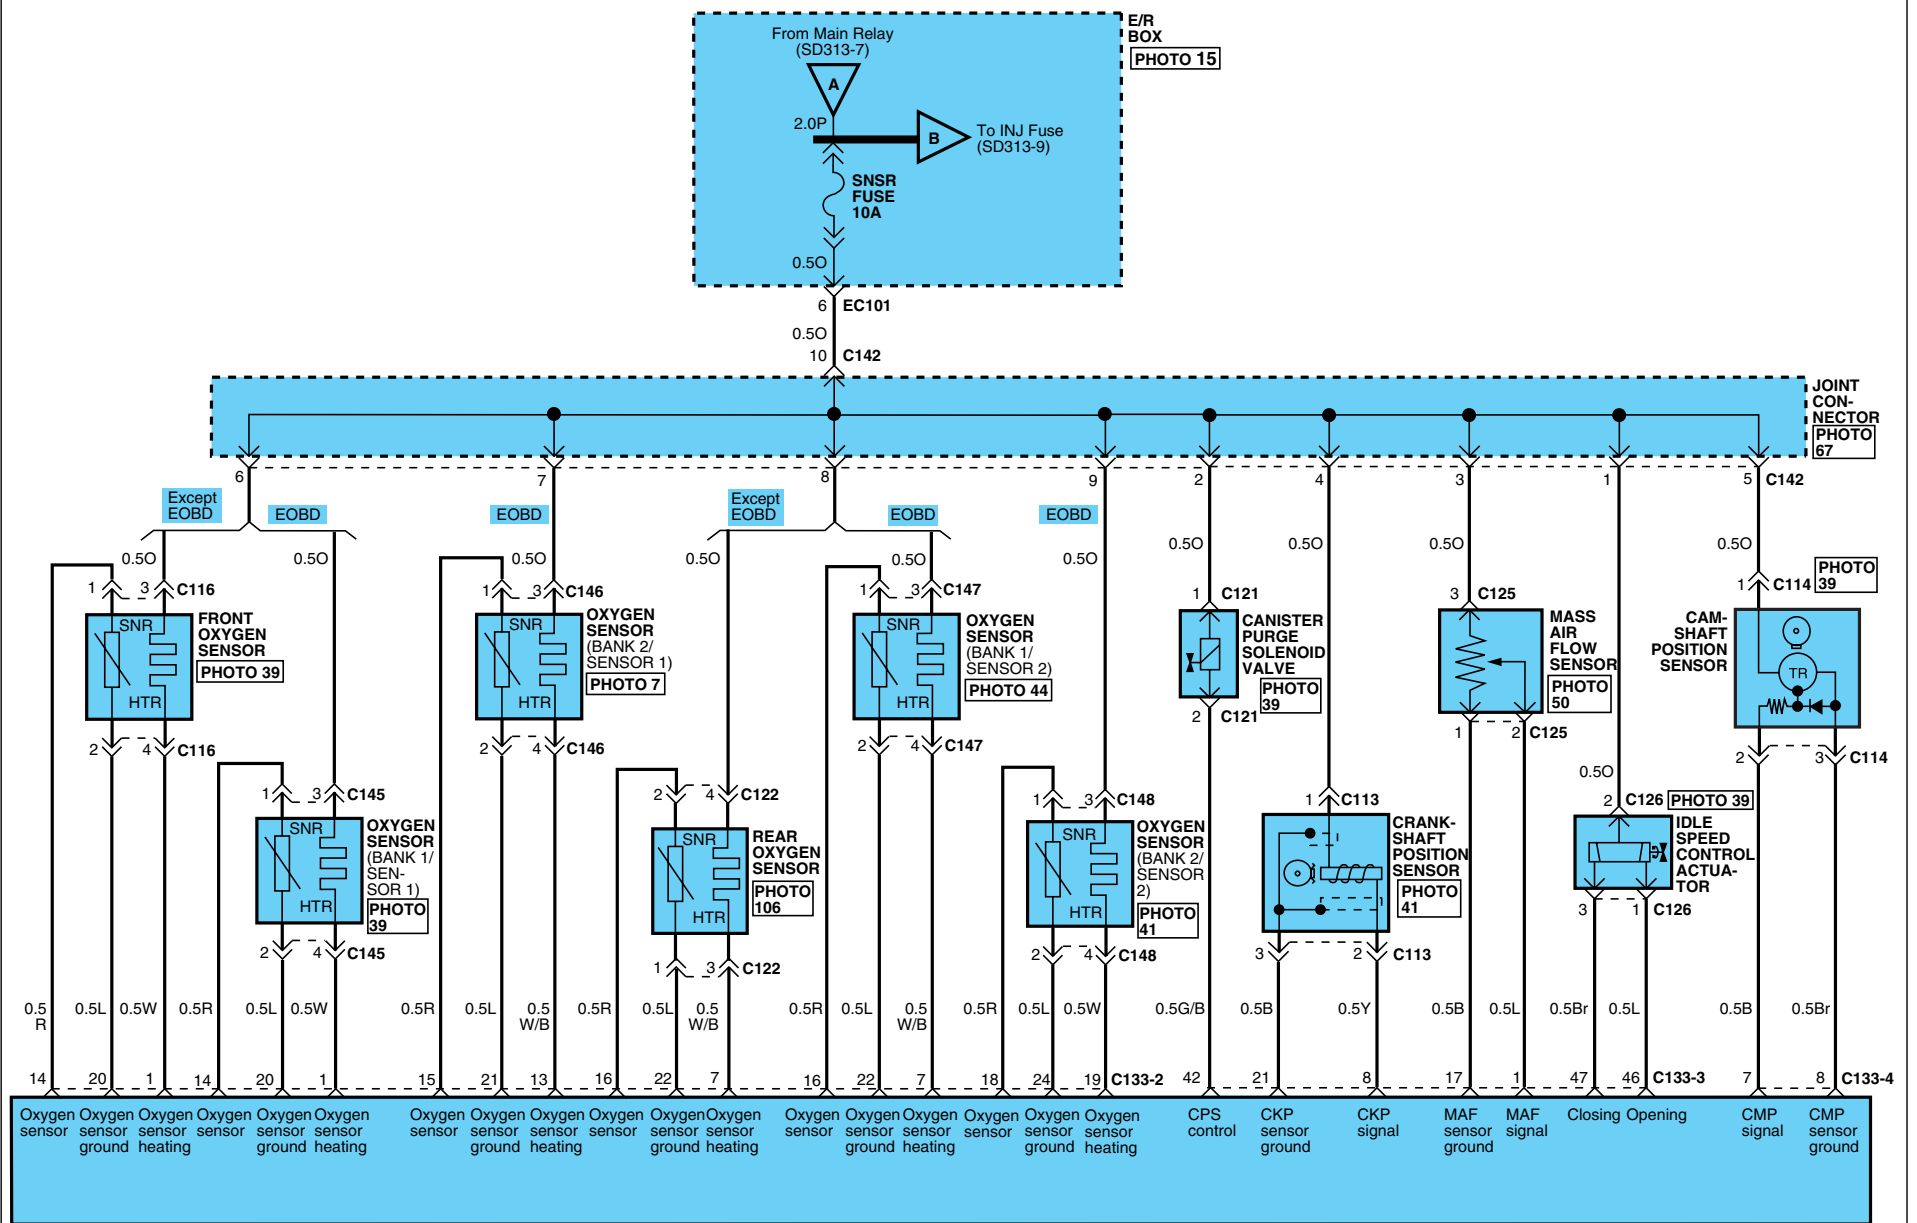 From Main Relay
(SD313-7)
A
2.0P
B
To INJ Fuse
(SD313-9)
SNSR
FUSE
10A
0.5O
E/R
BOX
PHOTO 15
6 EC101
0.5O
10 C142
JOINT
CON-
NECTOR
PHOTO
67
6 7 8 9 2 4 3 1 5 C142
Except
EOBD
EOBD
EOBD
Except
EOBD
EOBD
EOBD
0.5O 0.5O 0.5O 0.5O 0.5O 0.5O 0.5O 0.5O 0.5O 0.5O
1 3 C116
SNR
HTR
FRONT
OXYGEN
SENSOR
PHOTO 39
2 4 C116
1 3 C145
SNR
HTR
OXYGEN
SENSOR
(BANK 1/
SEN-
SOR 1)
PHOTO
39
2 4 C145
1 3 C146
SNR
HTR
OXYGEN
SENSOR
(BANK 2/
SENSOR 1)
PHOTO 7
2 4 C146
2 4 C122
SNR
HTR
REAR
OXYGEN
SENSOR
PHOTO
106
1 3 C122
1 3 C147
SNR
HTR
OXYGEN
SENSOR
(BANK 1/
SENSOR 2)
PHOTO 44
2 4 C147
1 3 C148
SNR
HTR
OXYGEN
SENSOR
(BANK 2/
SENSOR
2)
PHOTO
41
2 4 C148
1 C121
CANISTER
PURGE
SOLENOID
VALVE
PHOTO
39
2 C121
1 C113
CRANK-
SHAFT
POSITION
SENSOR
PHOTO
41
3 2 C113
3 C125
MASS
AIR
FLOW
SENSOR
PHOTO
50
1 2 C125
0.5O
2 C126 PHOTO 39
IDLE
SPEED
CONTROL
ACTUA-
TOR
3 1 C126
1 C114
PHOTO
39
CAM-
SHAFT
POSITION
SENSOR
TR
2 3 C114
0.5
R
0.5L 0.5W 0.5R 0.5L 0.5W 0.5R 0.5L
0.5
W/B
0.5R 0.5L
0.5
W/B
0.5R 0.5L
0.5
W/B
0.5R 0.5L 0.5W 0.5G/B 0.5B 0.5Y 0.5B 0.5L 0.5Br 0.5L 0.5B 0.5Br
14 20 1 14 20 1 15 21 13 16 22 7 16 22 7 18 24 19 C133-2 42 21 8 17 1 47 46 C133-3 7 8 C133-4
Oxygen
sensor
Oxygen
sensor
ground
Oxygen
sensor
heating
Oxygen
sensor
Oxygen
sensor
ground
Oxygen
sensor
heating
Oxygen
sensor
Oxygen
sensor
ground
Oxygen
sensor
heating
Oxygen
sensor
Oxygen
sensor
ground
Oxygen
sensor
heating
Oxygen
sensor
Oxygen
sensor
ground
Oxygen
sensor
heating
Oxygen
sensor
Oxygen
sensor
ground
Oxygen
sensor
heating
CPS
control
CKP
sensor
ground
CKP
signal
MAF
sensor
ground
MAF
signal
Closing Opening
CMP
signal
CMP
sensor
ground